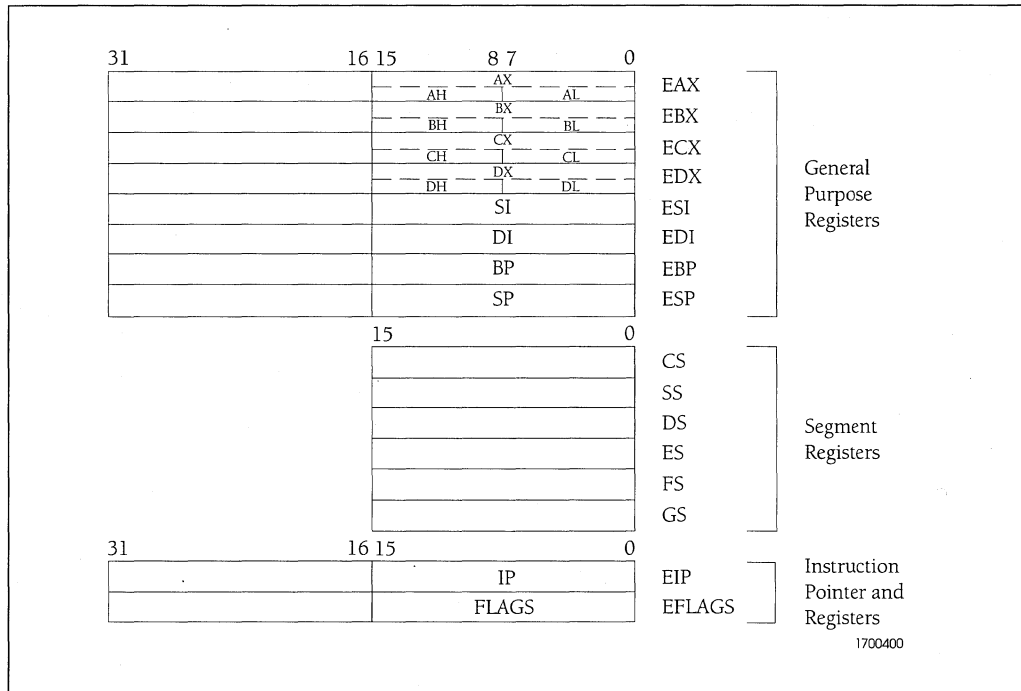 31 16 15 8 7 0
AX
AH AL EAX
BX
BH BL EBX
CX
CH CL ECX
DX
DH DL EDX
SI ESI
DI EDI
BP EBP
SP ESP
General
Purpose
Registers
15 0
CS
SS
DS
ES
FS
GS
Segment
Registers
31 16 15 0
IP EIP
FLAGS EFLAGS
Instruction
Pointer and
Registers
1700400